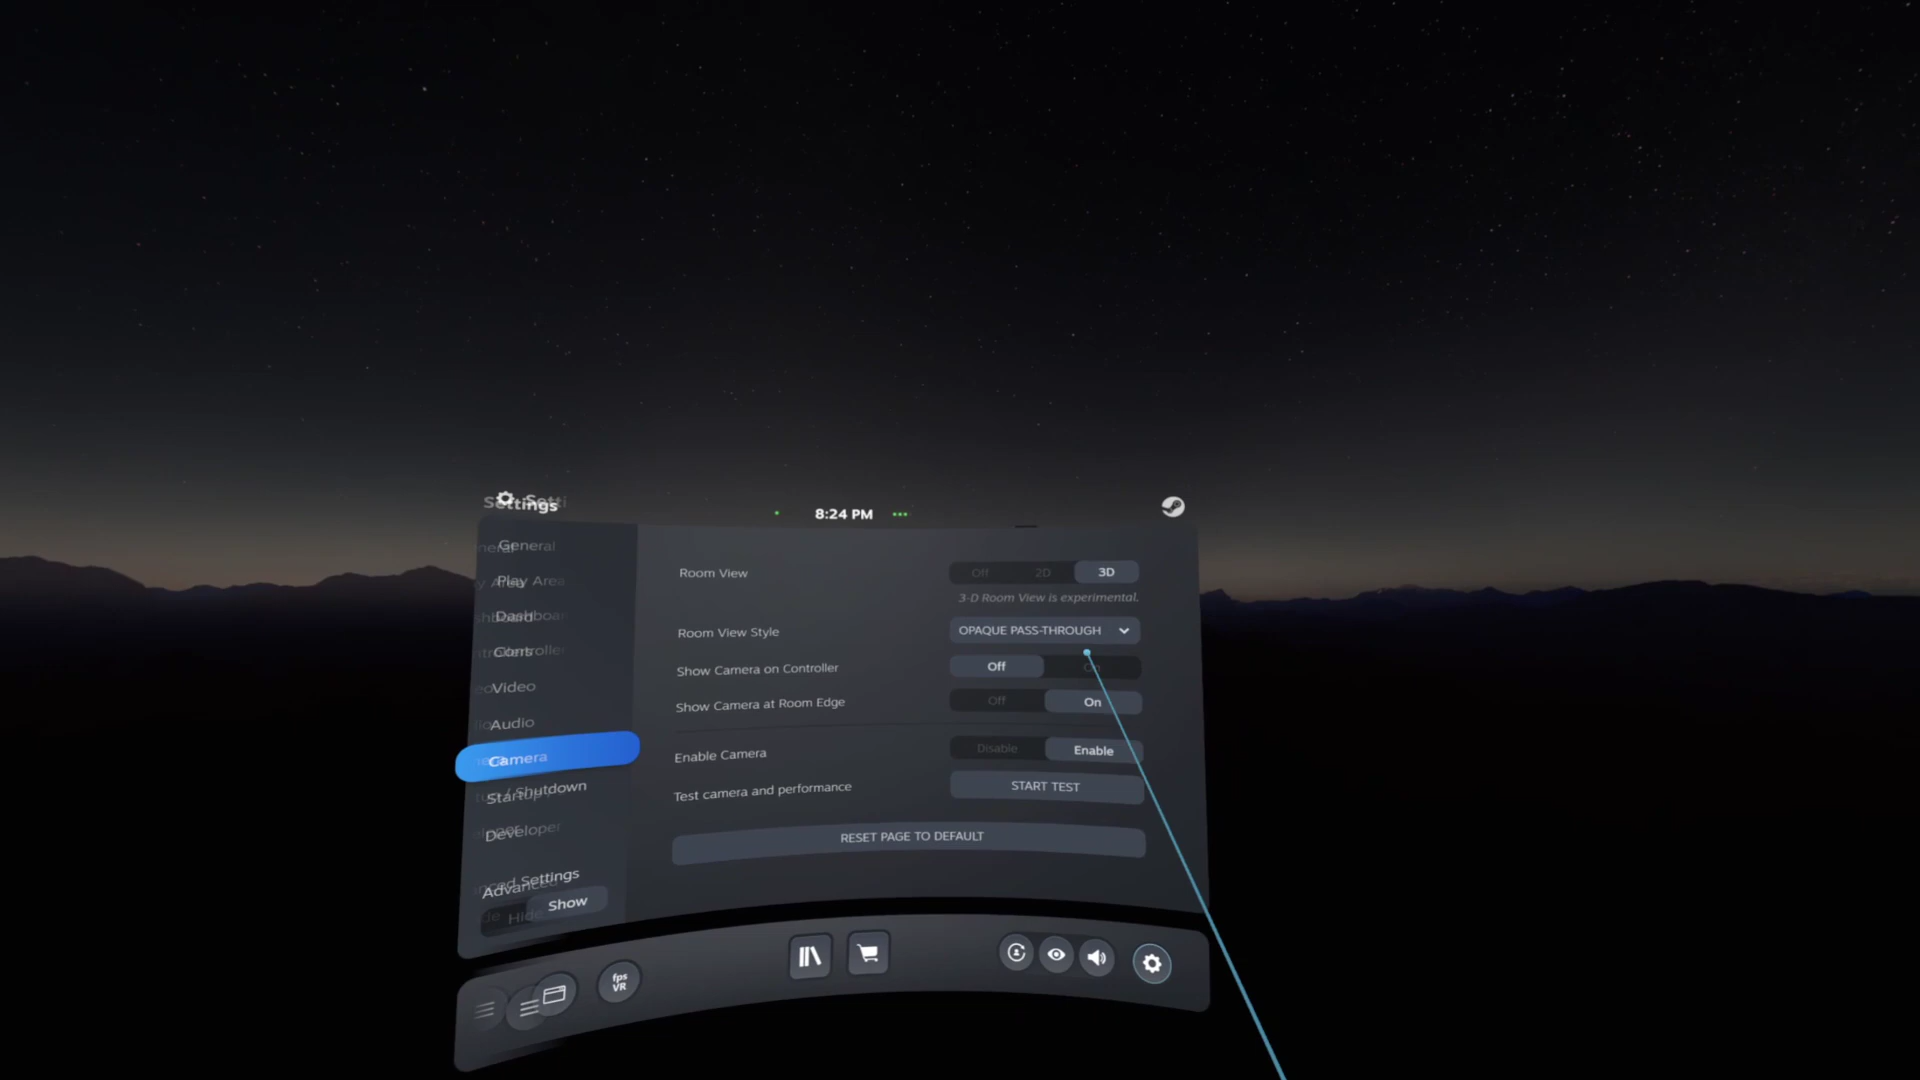 Settings
8:24 PM
General
Play Area
Dashboard
Controllers
Video
Audio
Camera
Startup / Shutdown
Developer
Advanced Settings
Hide Show
Room View
Off 2D 3D
3-D Room View is experimental.
Room View Style
OPAQUE PASS-THROUGH
Show Camera on Controller
Off On
Show Camera at Room Edge
Off On
Enable Camera
Disable Enable
Test camera and performance
START TEST
RESET PAGE TO DEFAULT
fps
VR